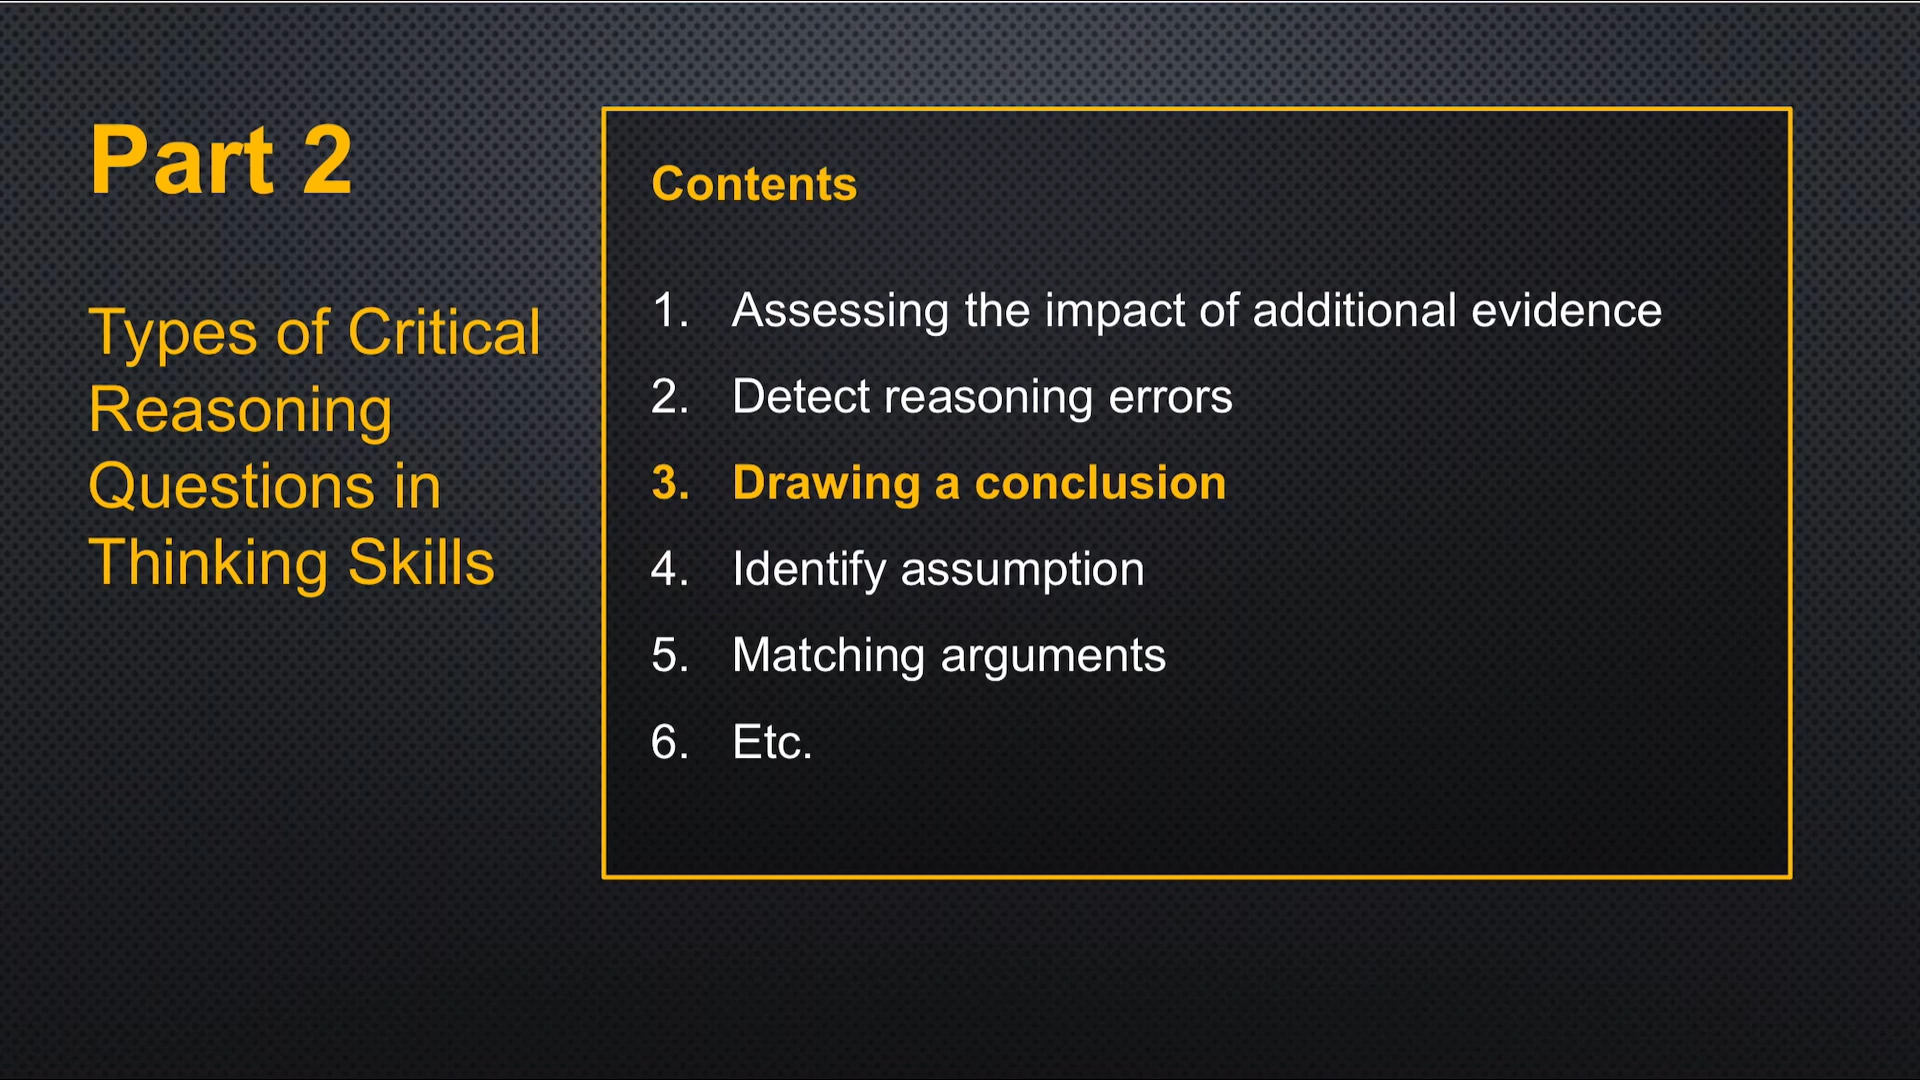 Part 2
Types of Critical
Reasoning
Questions in
Thinking Skills
Contents
1. Assessing the impact of additional evidence
2. Detect reasoning errors
3. Drawing a conclusion
4. Identify assumption
5. Matching arguments
6. Etc.